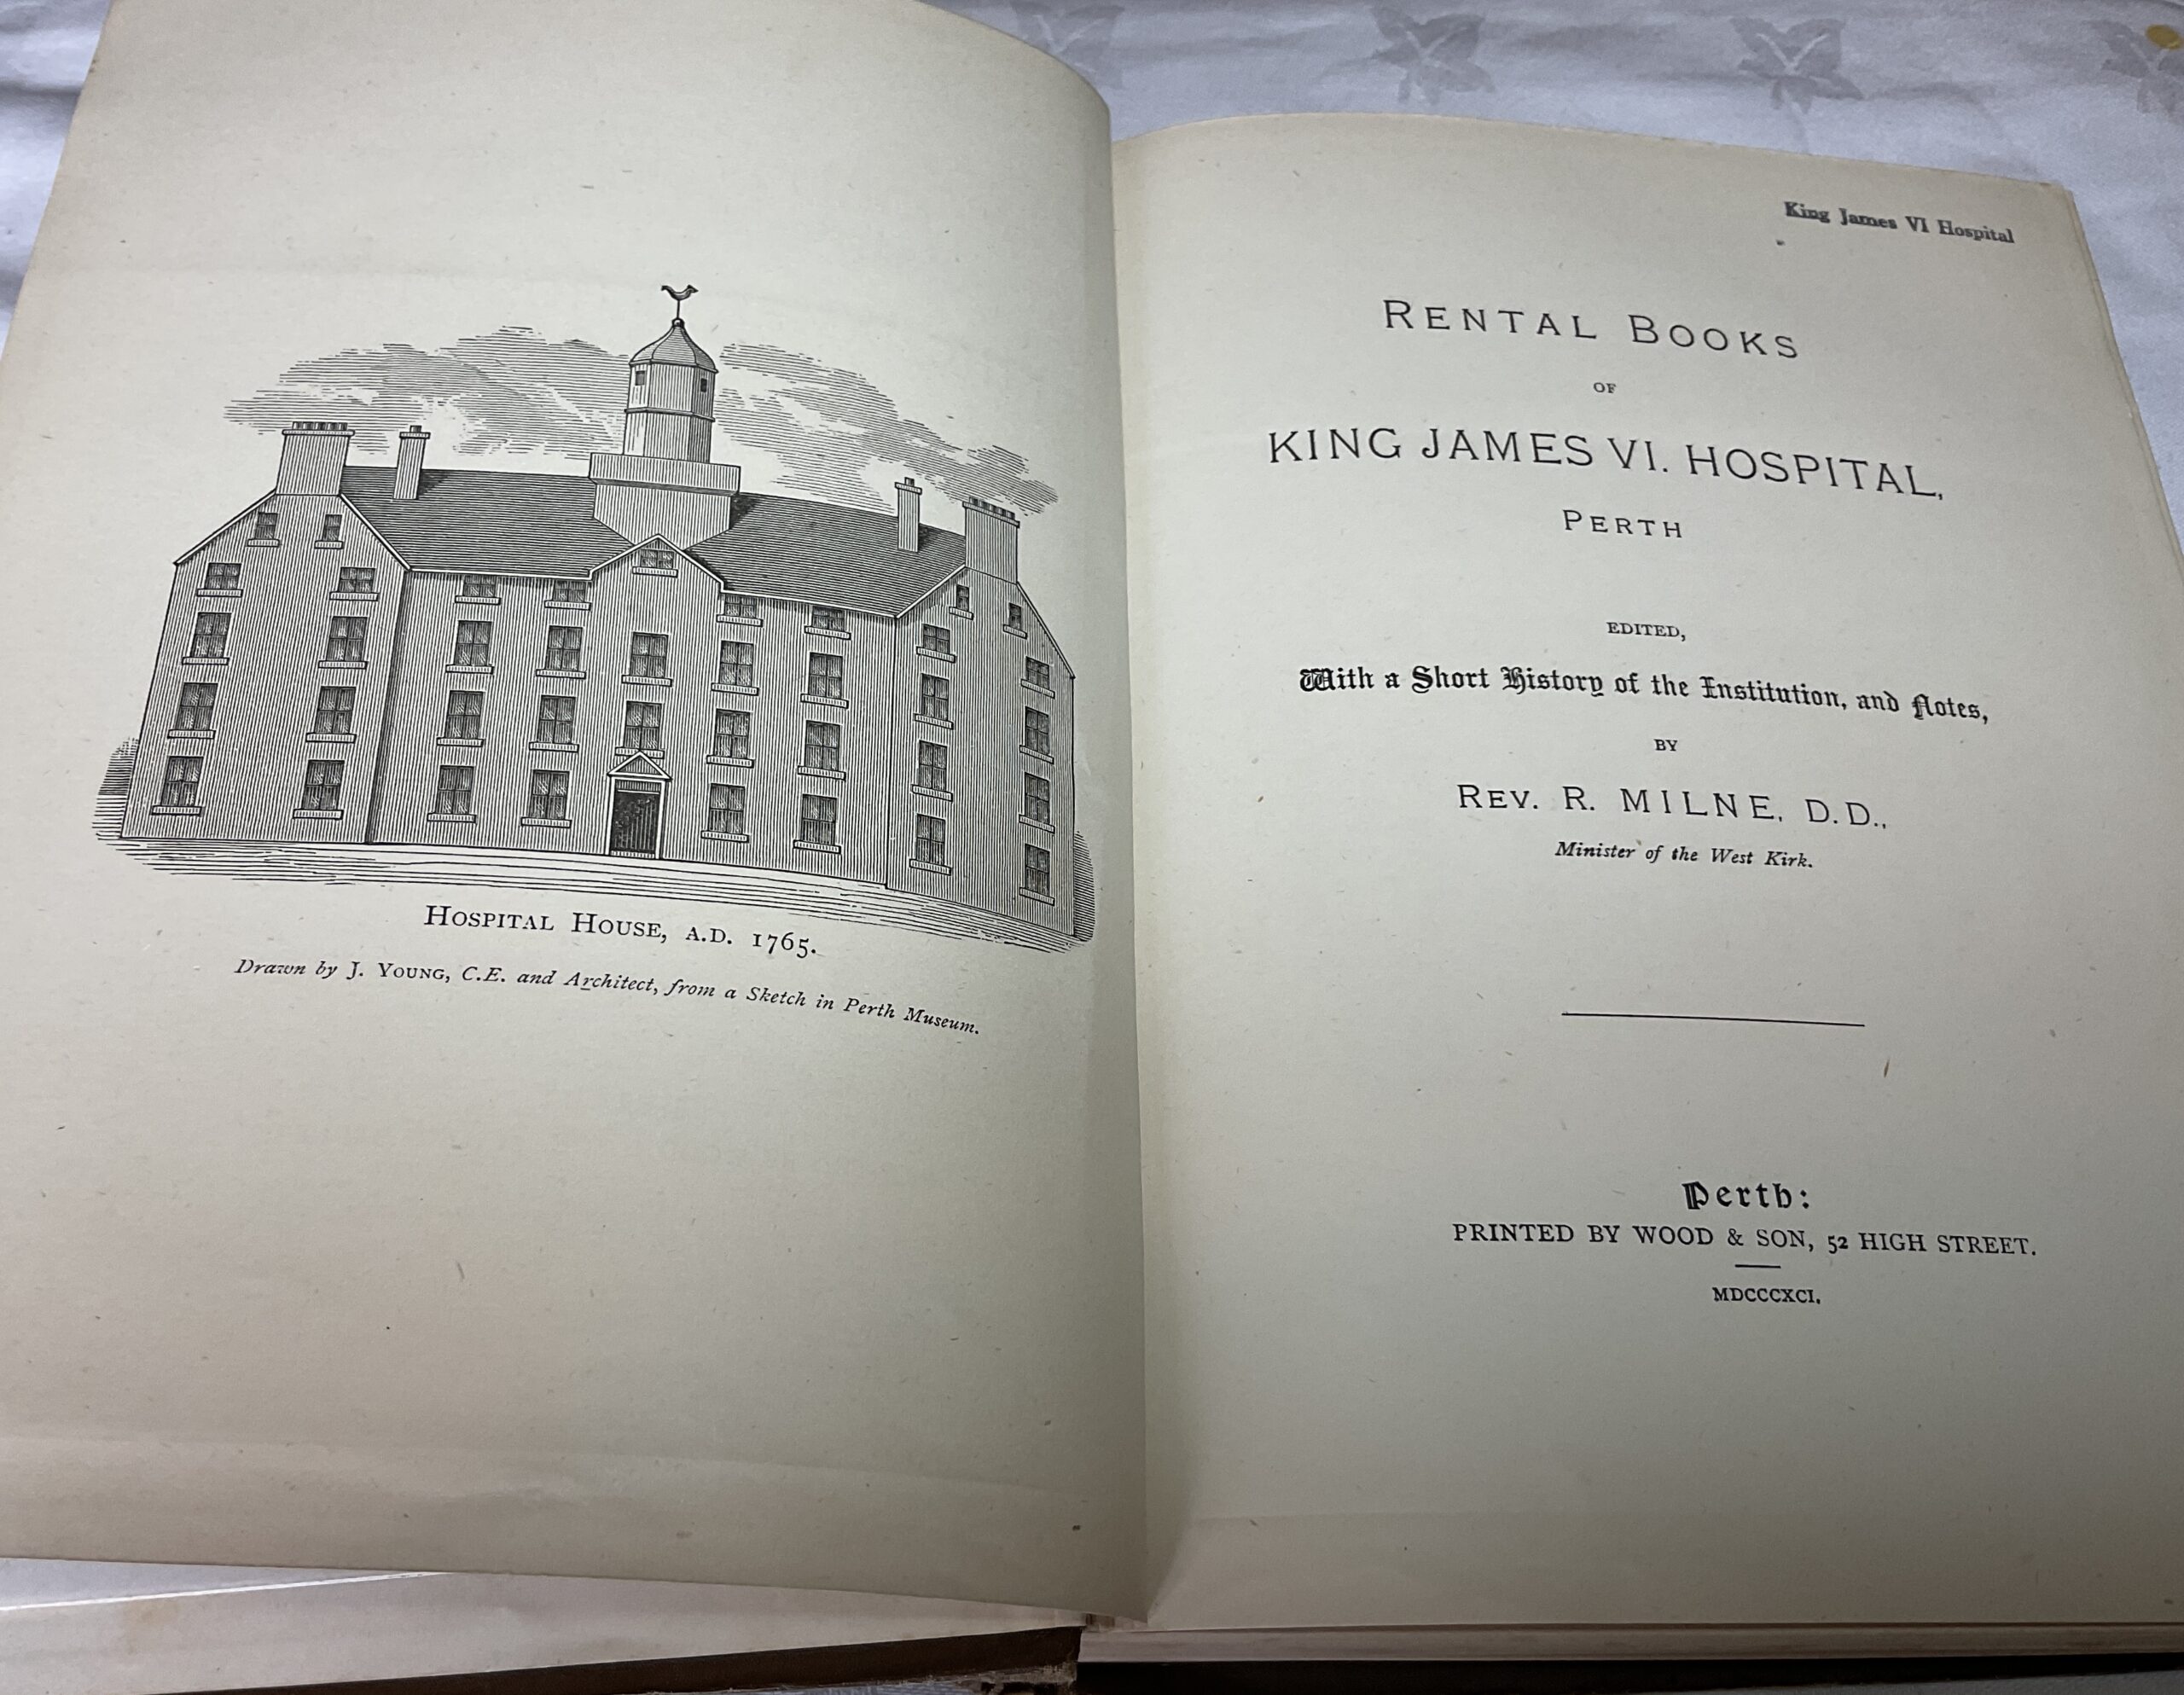 Hospital House, A.D. 1765.
Drawn by J. Young, C.E. and Architect, from a Sketch in Perth Museum.
King James VI Hospital
Rental Books
OF
KING JAMES VI. HOSPITAL,
Perth
EDITED,
With a Short History of the Institution, and Notes,
BY
Rev. R. MILNE, D.D.,
Minister of the West Kirk.
Perth:
PRINTED BY WOOD & SON, 52 HIGH STREET.
MDCCCXCI.